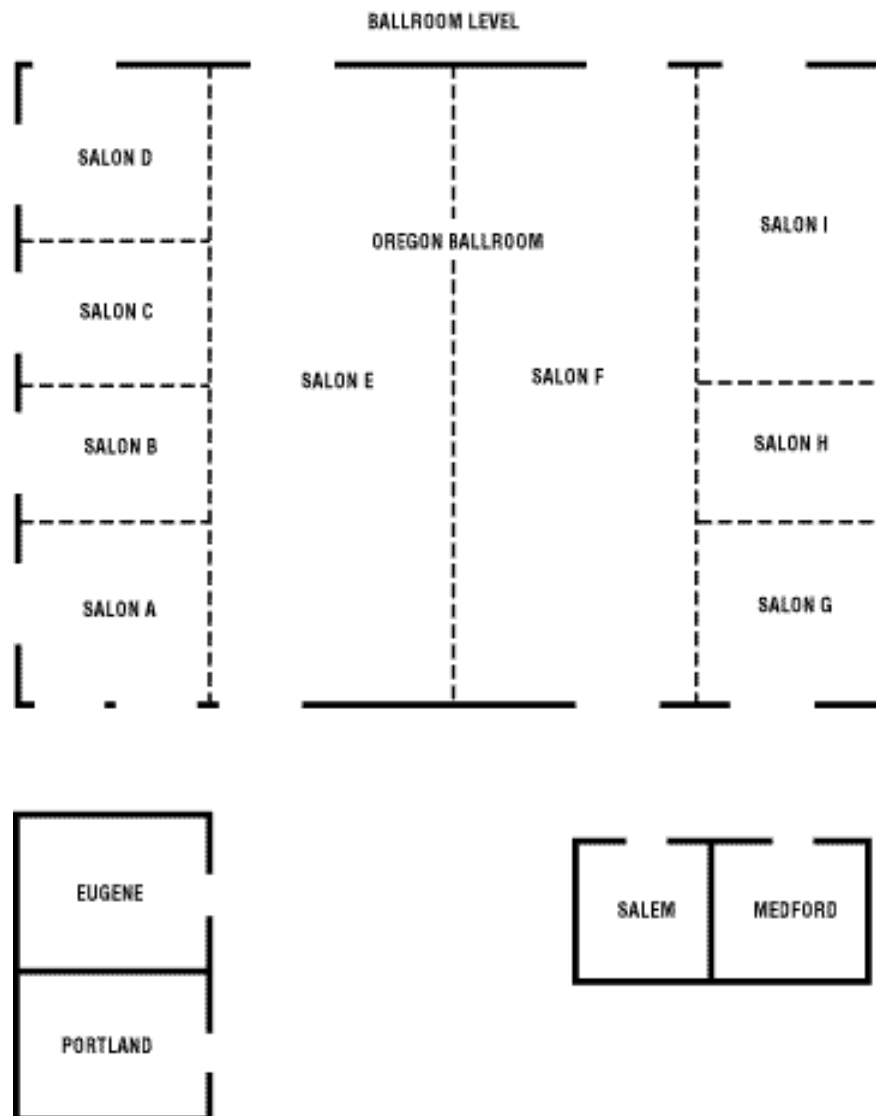 BALLROOM LEVEL
SALON D
SALON I
OREGON BALLROOM
SALON C
SALON E
SALON F
SALON B
SALON H
SALON A
SALON G
EUGENE
SALEM
MEDFORD
PORTLAND